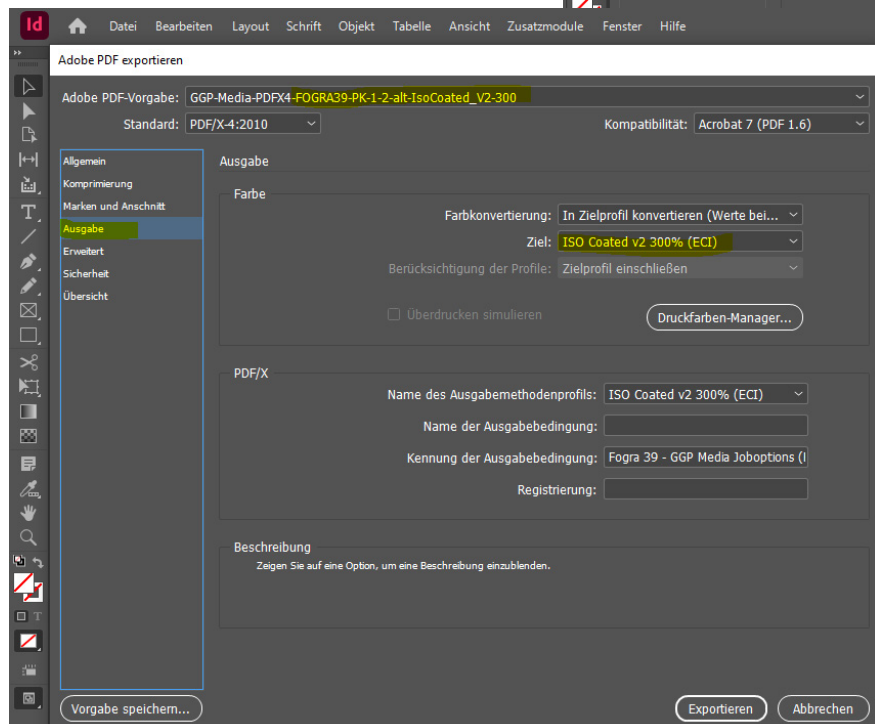 Id Datei Bearbeiten Layout Schrift Objekt Tabelle Ansicht Zusatzmodule Fenster Hilfe
Adobe PDF exportieren
Adobe PDF-Vorgabe: GGP-Media-PDFX4-FOGRA39-PK-1-2-alt-IsoCoated_V2-300
Standard: PDF/X-4:2010 Kompatibilität: Acrobat 7 (PDF 1.6)
Allgemein
Komprimierung
Marken und Anschnitt
Ausgabe
Erweitert
Sicherheit
Übersicht
Ausgabe
Farbe
Farbkonvertierung: In Zielprofil konvertieren (Werte bei...
Ziel: ISO Coated v2 300% (ECI)
Berücksichtigung der Profile: Zielprofil einschließen
Überdrucken simulieren Druckfarben-Manager...
PDF/X
Name des Ausgabemethodenprofils: ISO Coated v2 300% (ECI)
Name der Ausgabebedingung:
Kennung der Ausgabebedingung: Fogra 39 - GGP Media Joboptions (I
Registrierung:
Beschreibung
Zeigen Sie auf eine Option, um eine Beschreibung einzublenden.
Vorgabe speichern... Exportieren Abbrechen